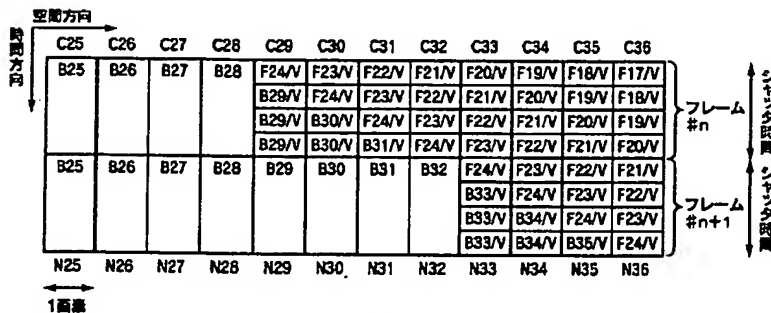 空間方向
時間方向
C25 C26 C27 C28 C29 C30 C31 C32 C33 C34 C35 C36
B25 B26 B27 B28 F24/V F23/V F22/V F21/V F20/V F19/V F18/V F17/V
B29/V F24/V F23/V F22/V F21/V F20/V F19/V F18/V
B29/V B30/V F24/V F23/V F22/V F21/V F20/V F19/V
B29/V B30/V B31/V F24/V F23/V F22/V F21/V F20/V
フレーム
#n
シャッタ時間
B25 B26 B27 B28 B29 B30 B31 B32 F24/V F23/V F22/V F21/V
B33/V F24/V F23/V F22/V
B33/V B34/V F24/V F23/V
B33/V B34/V B35/V F24/V
フレーム
#n+1
シャッタ時間
N25 N26 N27 N28 N29 N30 N31 N32 N33 N34 N35 N36
1画素